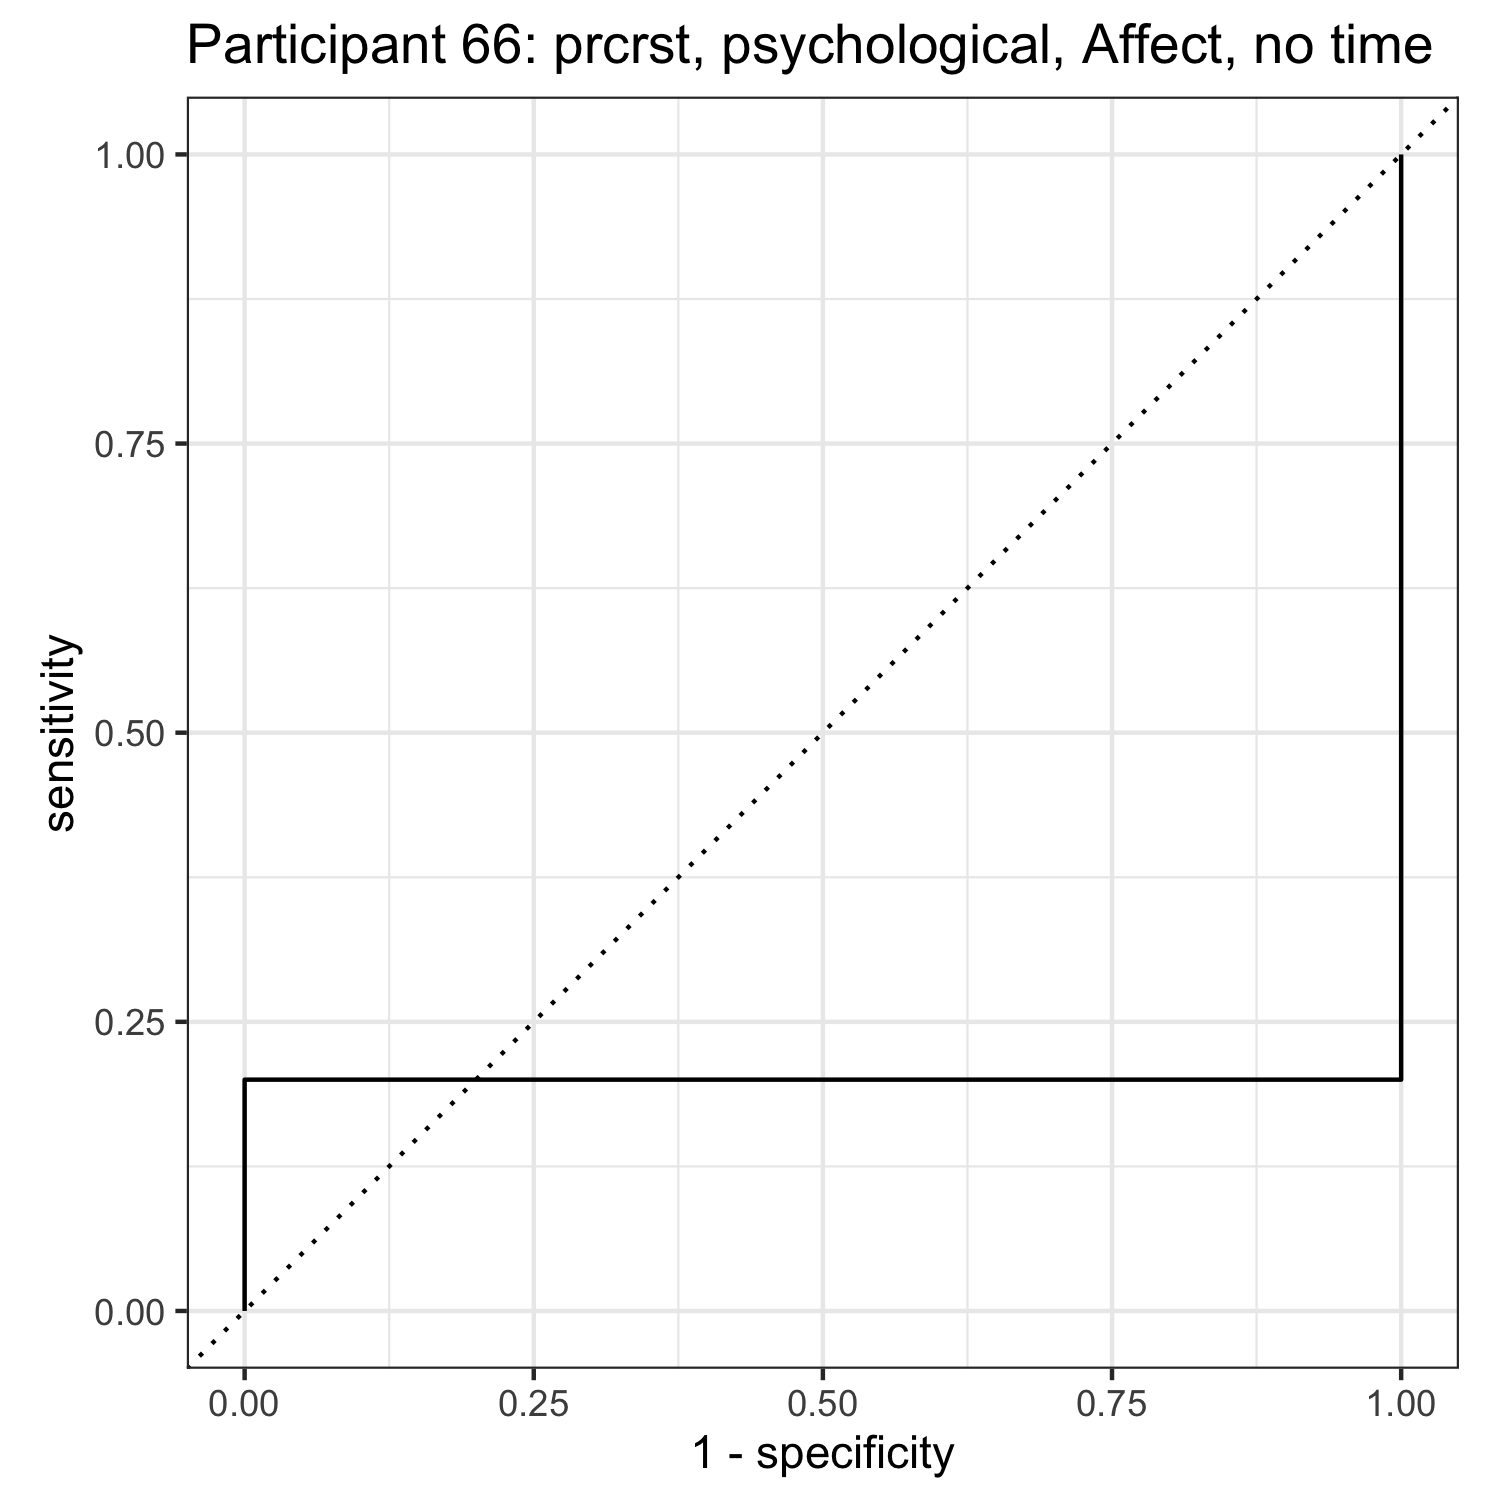 Participant 66: prcrst, psychological, Affect, no time
1.00
0.75
0.50
0.25
0.00
sensitivity
0.00 0.25 0.50 0.75 1.00
1 - specificity